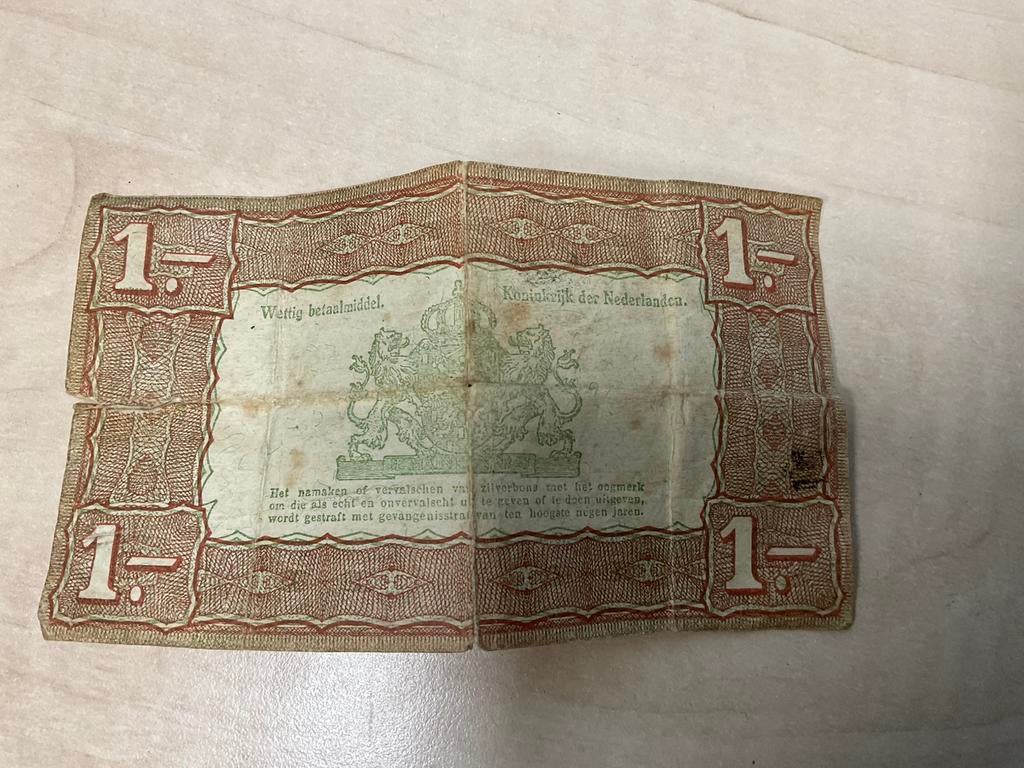 1.- 1.-
Wettig betaalmiddel. Koninkrijk der Nederlanden.
Het namaken of vervalschen van zilverbons met het oogmerk
om die als echt en onvervalscht uit te geven of te doen uitgeven,
wordt gestraft met gevangenisstraf van ten hoogste negen jaren.
1.- 1.-